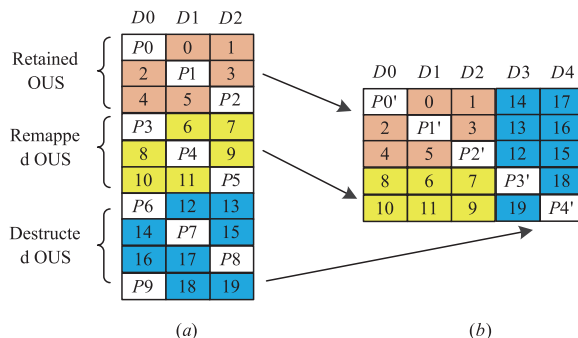 D0 D1 D2
P0 0 1
2 P1 3
4 5 P2
P3 6 7
8 P4 9
10 11 P5
P6 12 13
14 P7 15
16 17 P8
P9 18 19
Retained
OUS
Remappe
d OUS
Destructe
d OUS
(a)
D0 D1 D2 D3 D4
P0' 0 1 14 17
2 P1' 3 13 16
4 5 P2' 12 15
8 6 7 P3' 18
10 11 9 19 P4'
(b)